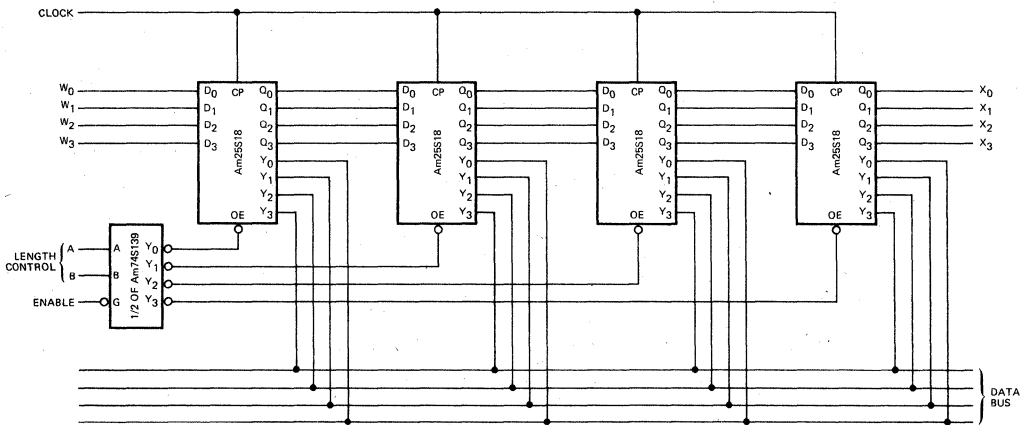 CLOCK
W0
W1
W2
W3
D0 CP Q0
D1 Q1
D2 Q2
D3 Q3
Y0
Y1
Y2
OE Y3
Am25S18
D0 CP Q0
D1 Q1
D2 Q2
D3 Q3
Y0
Y1
Y2
OE Y3
Am25S18
D0 CP Q0
D1 Q1
D2 Q2
D3 Q3
Y0
Y1
Y2
OE Y3
Am25S18
D0 CP Q0
D1 Q1
D2 Q2
D3 Q3
Y0
Y1
Y2
OE Y3
Am25S18
X0
X1
X2
X3
LENGTH
CONTROL
A
B
ENABLE
A Y0
Y1
B Y2
G Y3
1/2 OF Am74S139
DATA
BUS